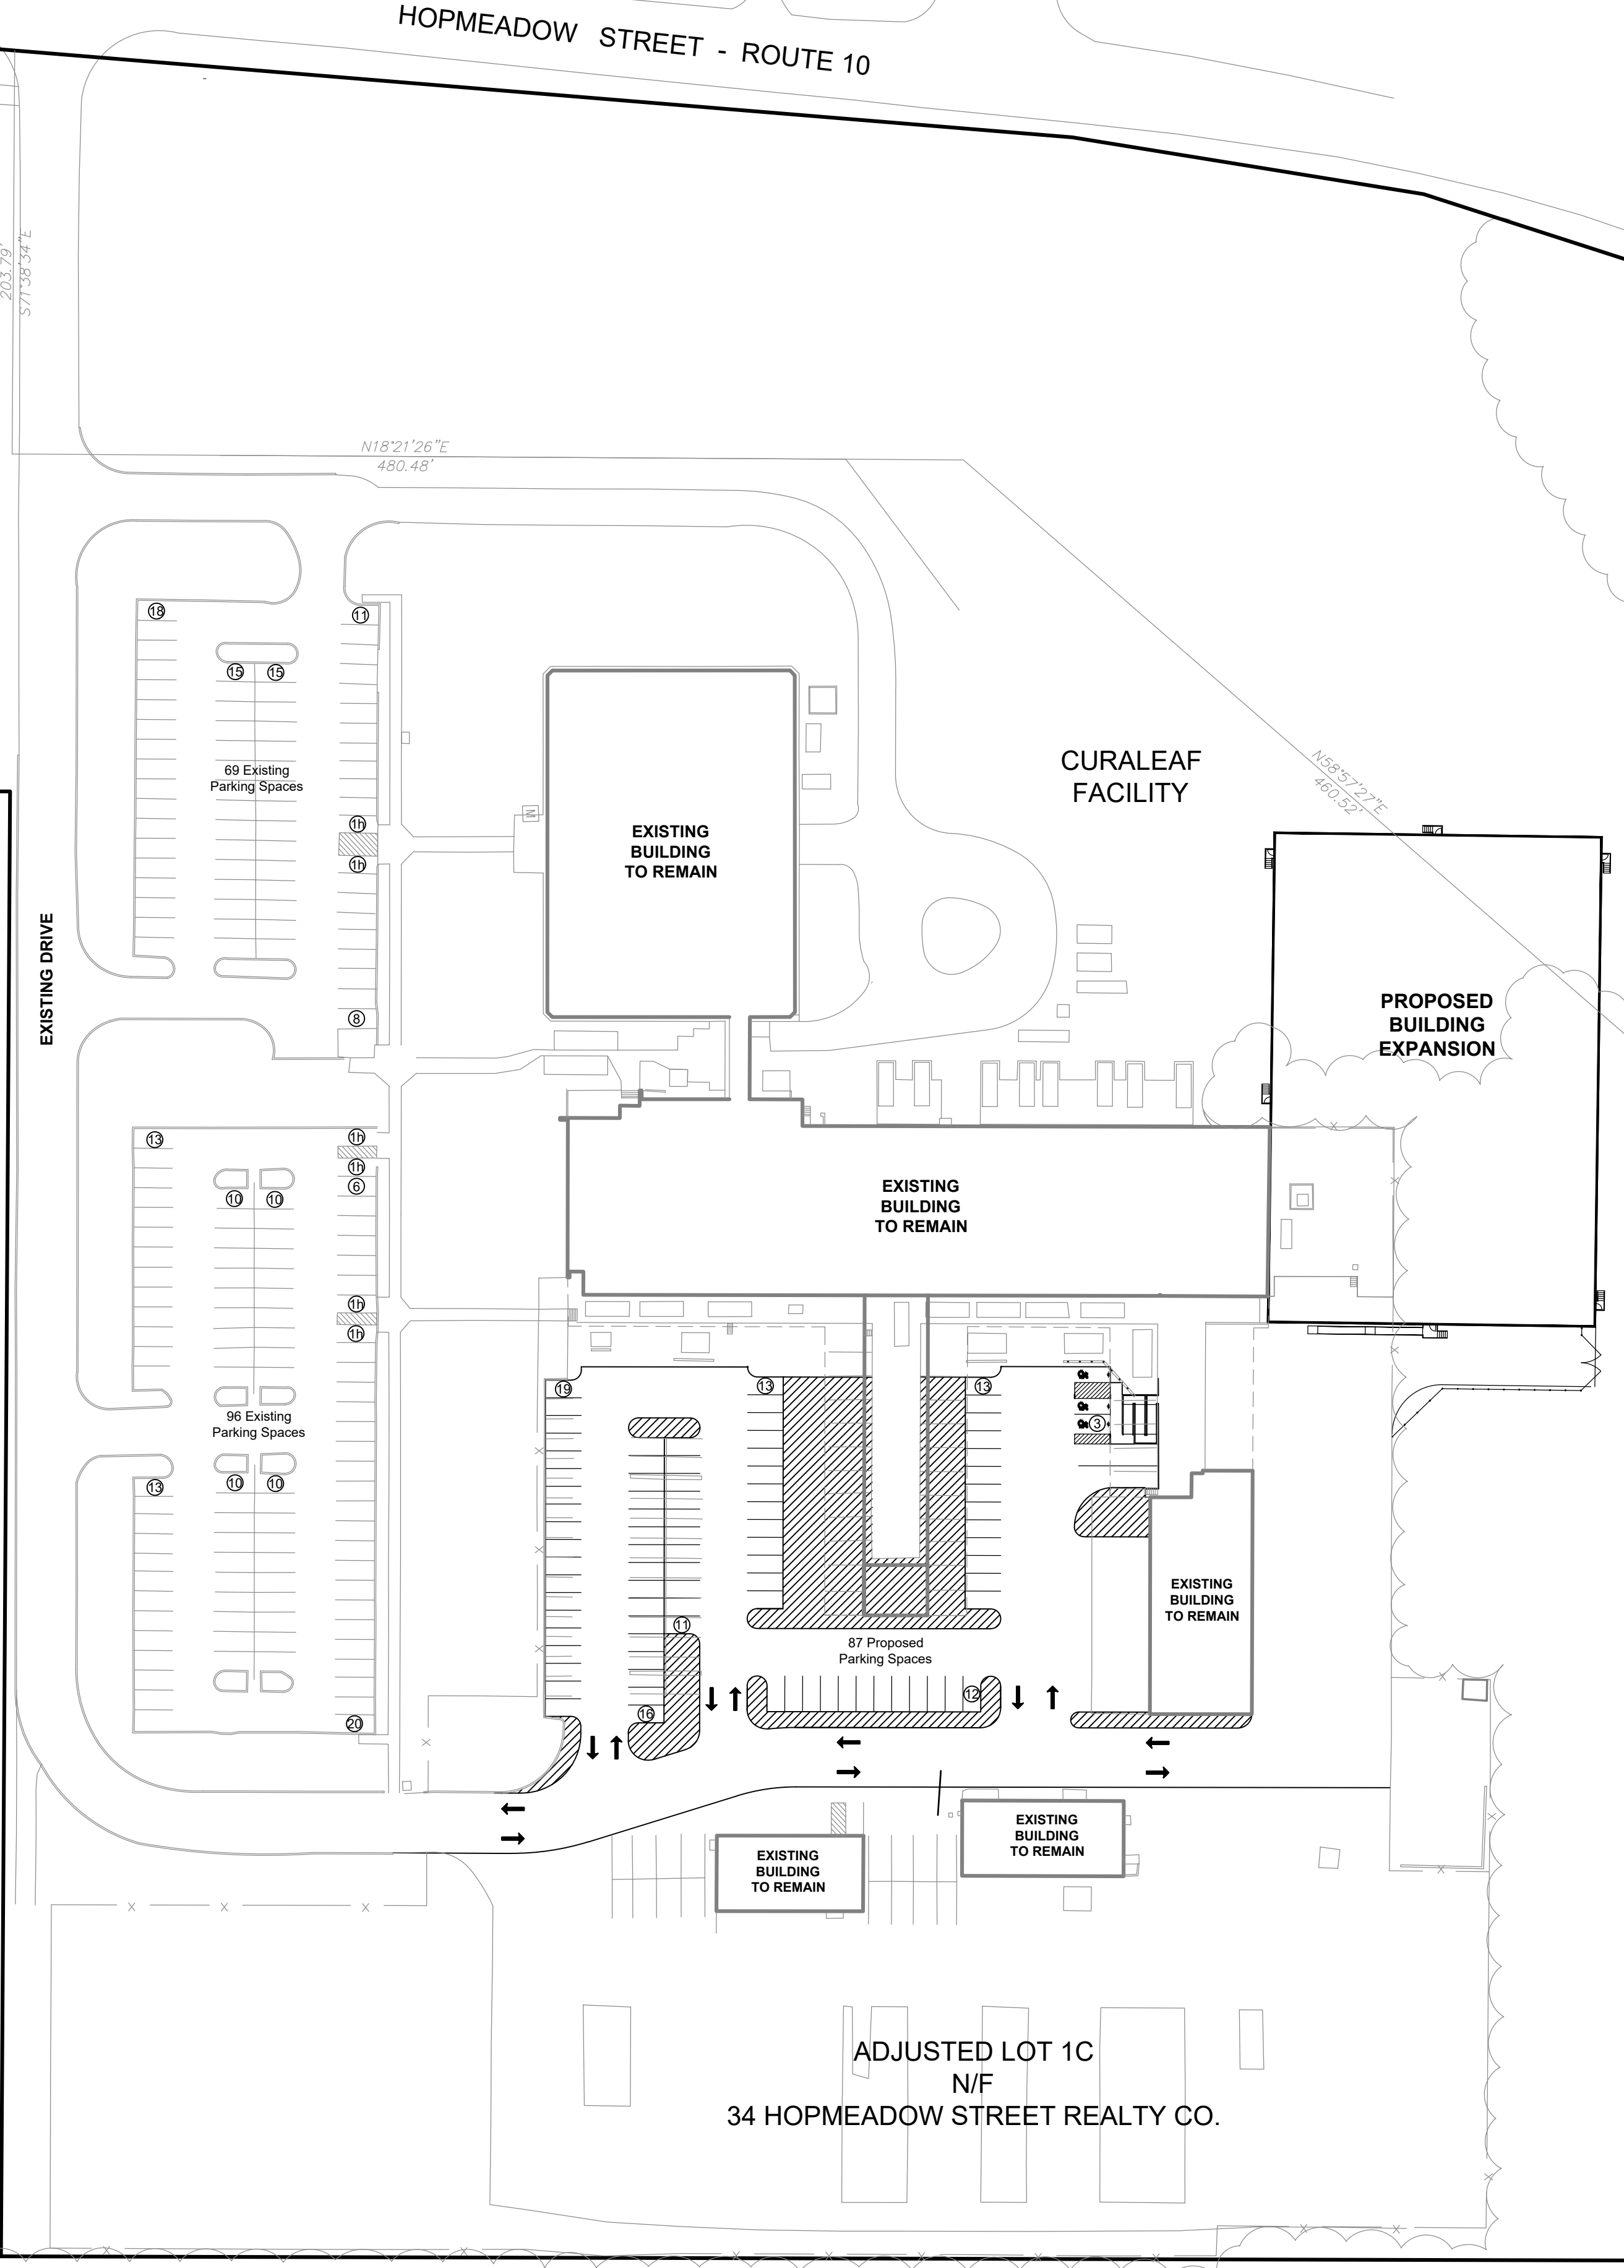 HOPMEADOW STREET - ROUTE 10
203.79'
S71°38'34"E
N18°21'26"E
480.48'
18
11
15
15
69 Existing
Parking Spaces
1h
1h
8
EXISTING DRIVE
EXISTING
BUILDING
TO REMAIN
CURALEAF
FACILITY
N58°57'27"E
460.52'
PROPOSED
BUILDING
EXPANSION
13
1h
1h
6
10
10
1h
1h
96 Existing
Parking Spaces
13
10
10
20
EXISTING
BUILDING
TO REMAIN
19
13
13
3
11
16
12
87 Proposed
Parking Spaces
EXISTING
BUILDING
TO REMAIN
EXISTING
BUILDING
TO REMAIN
EXISTING
BUILDING
TO REMAIN
ADJUSTED LOT 1C
N/F
34 HOPMEADOW STREET REALTY CO.